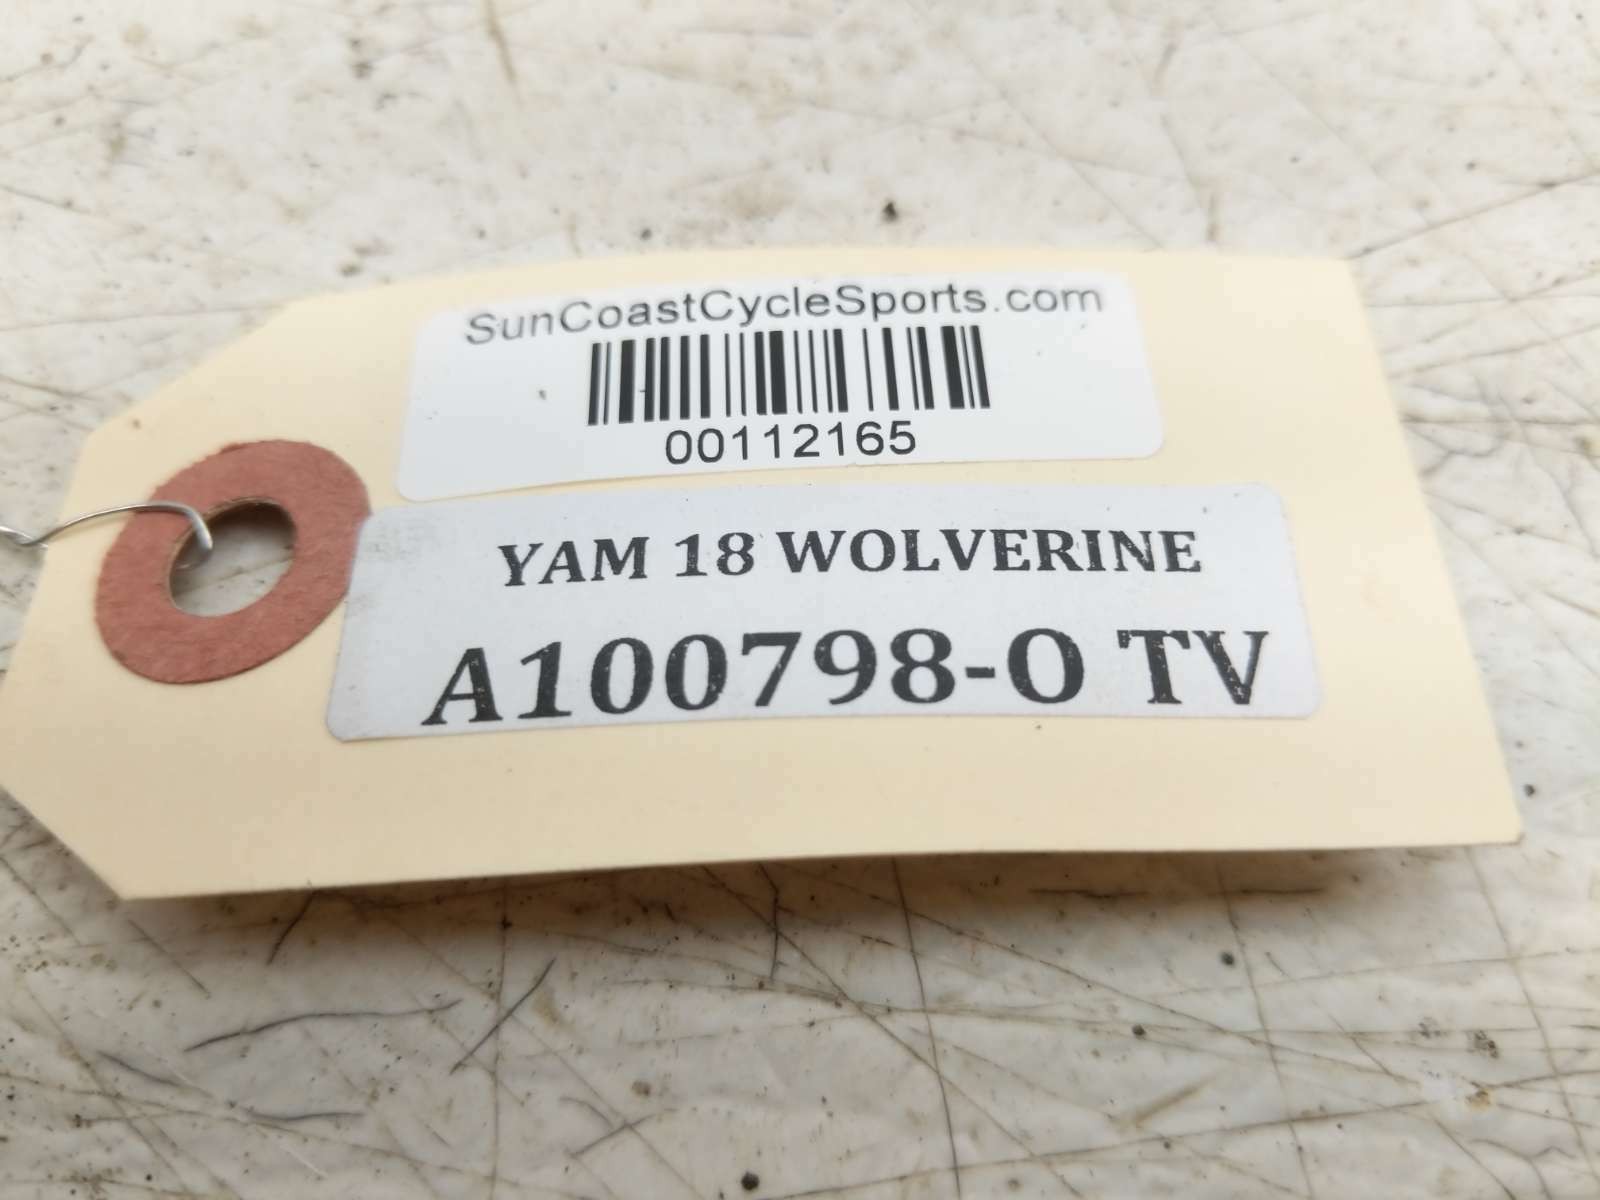 SunCoastCycleSports.com
00112165
YAM 18 WOLVERINE
A100798-O TV